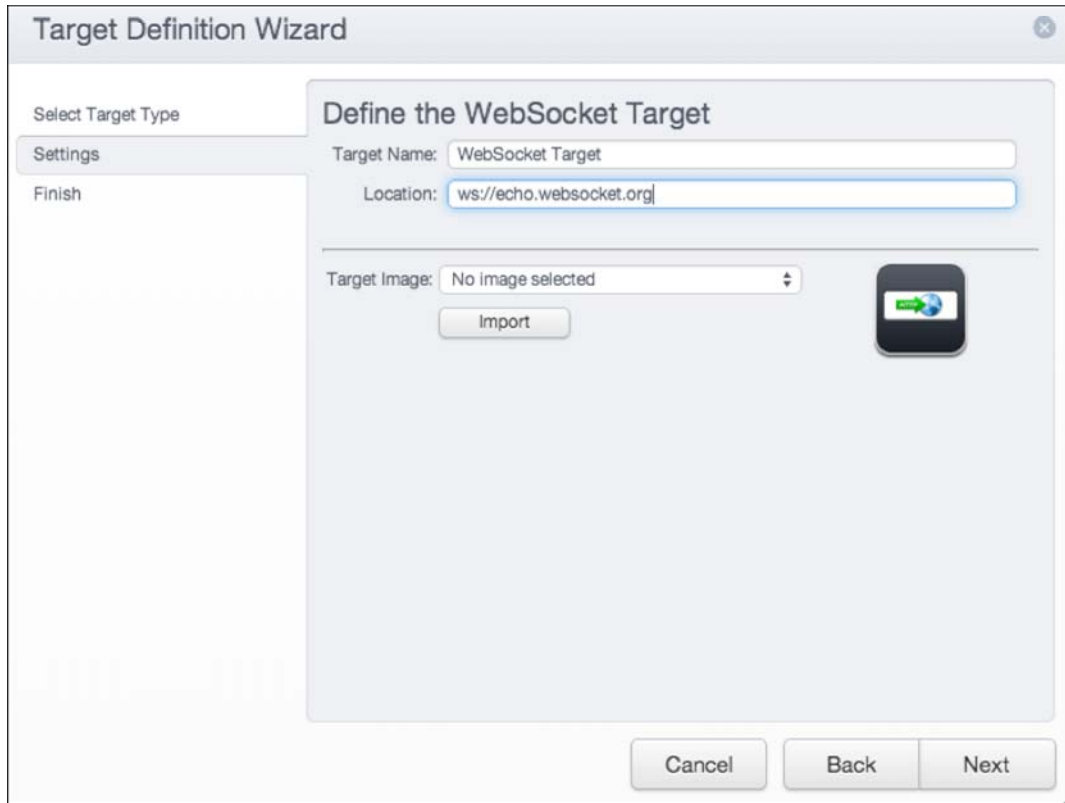 Target Definition Wizard
Select Target Type
Settings
Finish
Define the WebSocket Target
Target Name: WebSocket Target
Location: ws://echo.websocket.org
Target Image: No image selected
Import
HTTP
Cancel
Back
Next